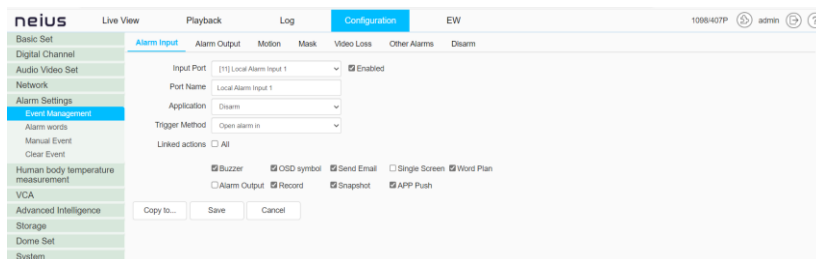 neius Live View Playback Log Configuration EW 1098/407P admin
Basic Set
Digital Channel
Audio Video Set
Network
Alarm Settings
Event Management
Alarm words
Manual Event
Clear Event
Human body temperature
measurement
VCA
Advanced Intelligence
Storage
Dome Set
System
Alarm Input Alarm Output Motion Mask Video Loss Other Alarms Disarm
Input Port [11] Local Alarm Input 1 Enabled
Port Name Local Alarm Input 1
Application Disarm
Trigger Method Open alarm in
Linked actions All
Buzzer OSD symbol Send Email Single Screen Word Plan
Alarm Output Record Snapshot APP Push
Copy to... Save Cancel